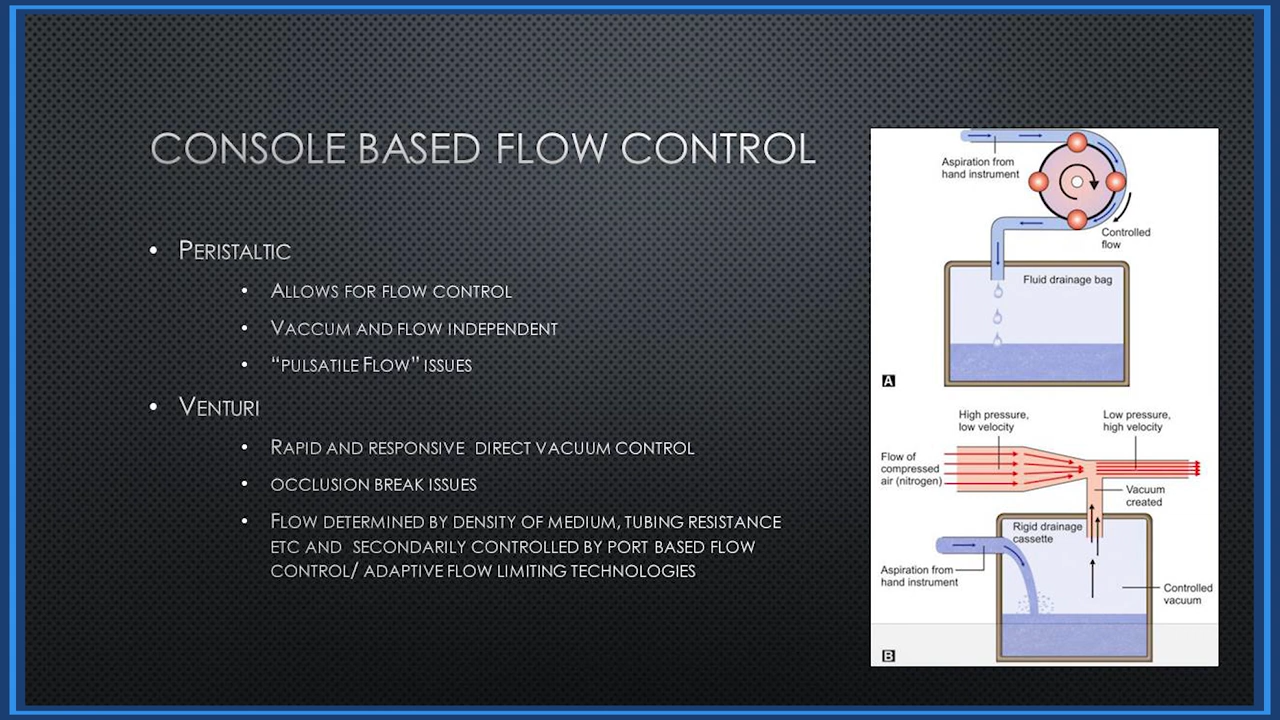 CONSOLE BASED FLOW CONTROL
• PERISTALTIC
• ALLOWS FOR FLOW CONTROL
• VACCUM AND FLOW INDEPENDENT
• “PULSATILE FLOW” ISSUES
• VENTURI
• RAPID AND RESPONSIVE DIRECT VACUUM CONTROL
• OCCLUSION BREAK ISSUES
• FLOW DETERMINED BY DENSITY OF MEDIUM, TUBING RESISTANCE
ETC AND SECONDARILY CONTROLLED BY PORT BASED FLOW
CONTROL/ ADAPTIVE FLOW LIMITING TECHNOLOGIES
Aspiration from
hand instrument
Controlled
flow
Fluid drainage bag
A
High pressure,
low velocity
Low pressure,
high velocity
Flow of
compressed
air (nitrogen)
Vacuum
created
Rigid drainage
cassette
Aspiration from
hand instrument
Controlled
vacuum
B